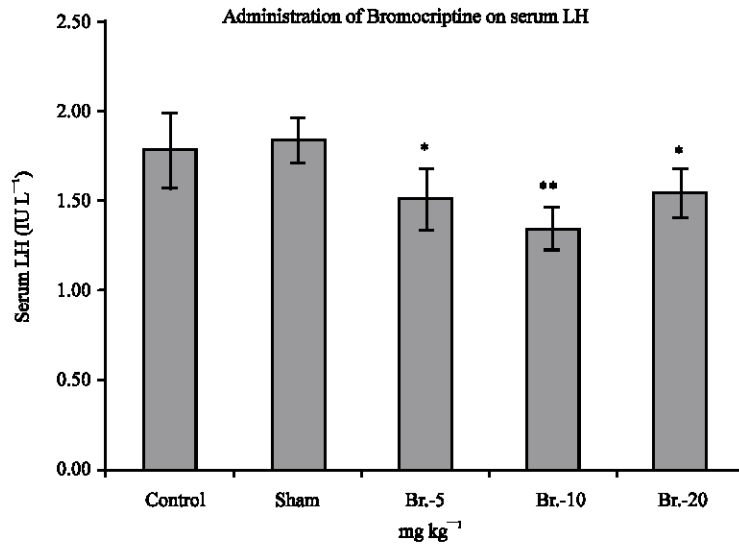 Administration of Bromocriptine on serum LH
2.50
2.00
1.50
1.00
0.50
0.00
Serum LH (IU L⁻¹)
*
**
*
Control Sham Br.-5 Br.-10 Br.-20
mg kg⁻¹